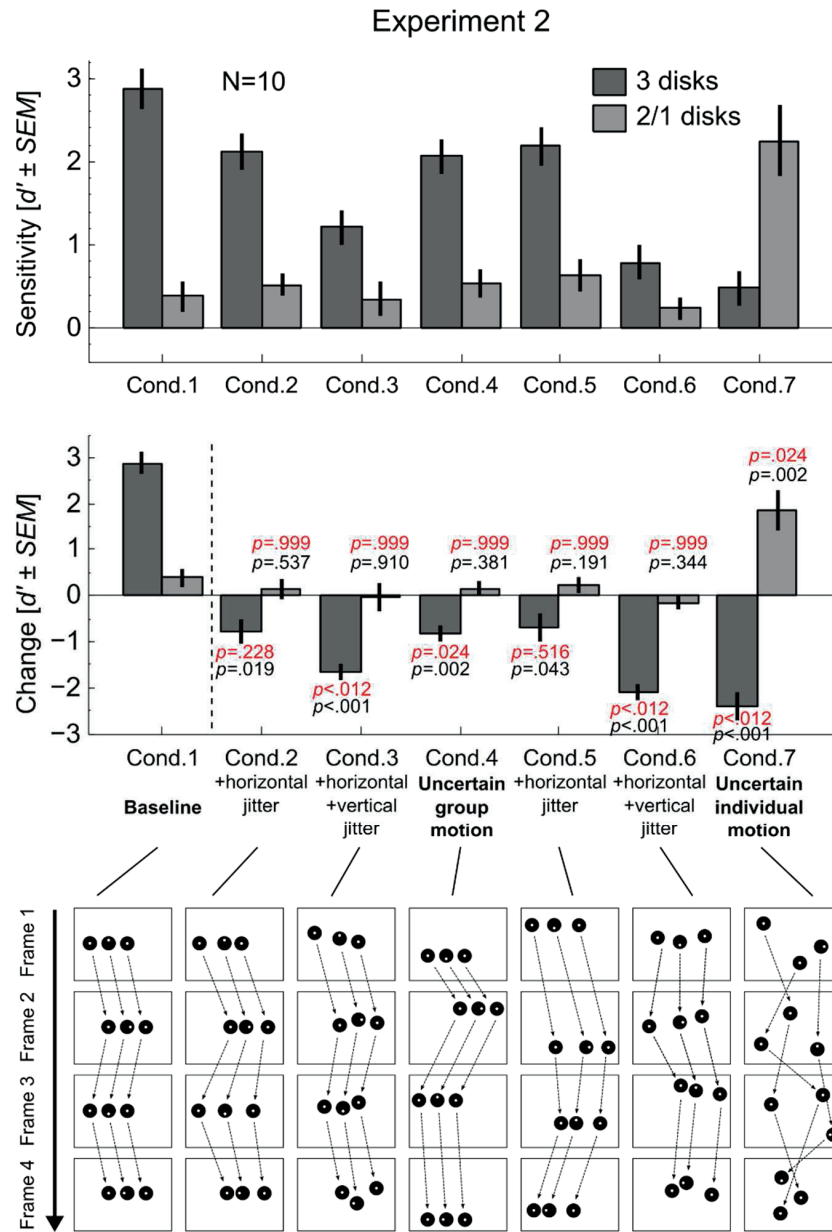 Experiment 2
Sensitivity [d′ ± SEM]
3
2
1
0
N=10
3 disks
2/1 disks
Cond.1 Cond.2 Cond.3 Cond.4 Cond.5 Cond.6 Cond.7
Change [d′ ± SEM]
3
2
1
0
−1
−2
−3
p=.024
p=.002
p=.999 p=.999 p=.999 p=.999 p=.999
p=.537 p=.910 p=.381 p=.191 p=.344
p=.228 p<.012 p=.024 p=.516 p<.012 p<.012
p=.019 p<.001 p=.002 p=.043 p<.001 p<.001
Cond.1 Cond.2 Cond.3 Cond.4 Cond.5 Cond.6 Cond.7
Baseline
+horizontal
jitter
+horizontal
+vertical
jitter
Uncertain
group
motion
+horizontal
jitter
+horizontal
+vertical
jitter
Uncertain
individual
motion
Frame 1
Frame 2
Frame 3
Frame 4